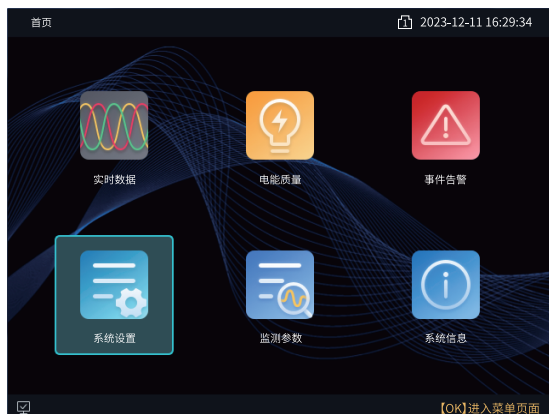 首页
1 2023-12-11 16:29:34
实时数据 电能质量 事件告警
系统设置 监测参数 系统信息
【OK】进入菜单页面